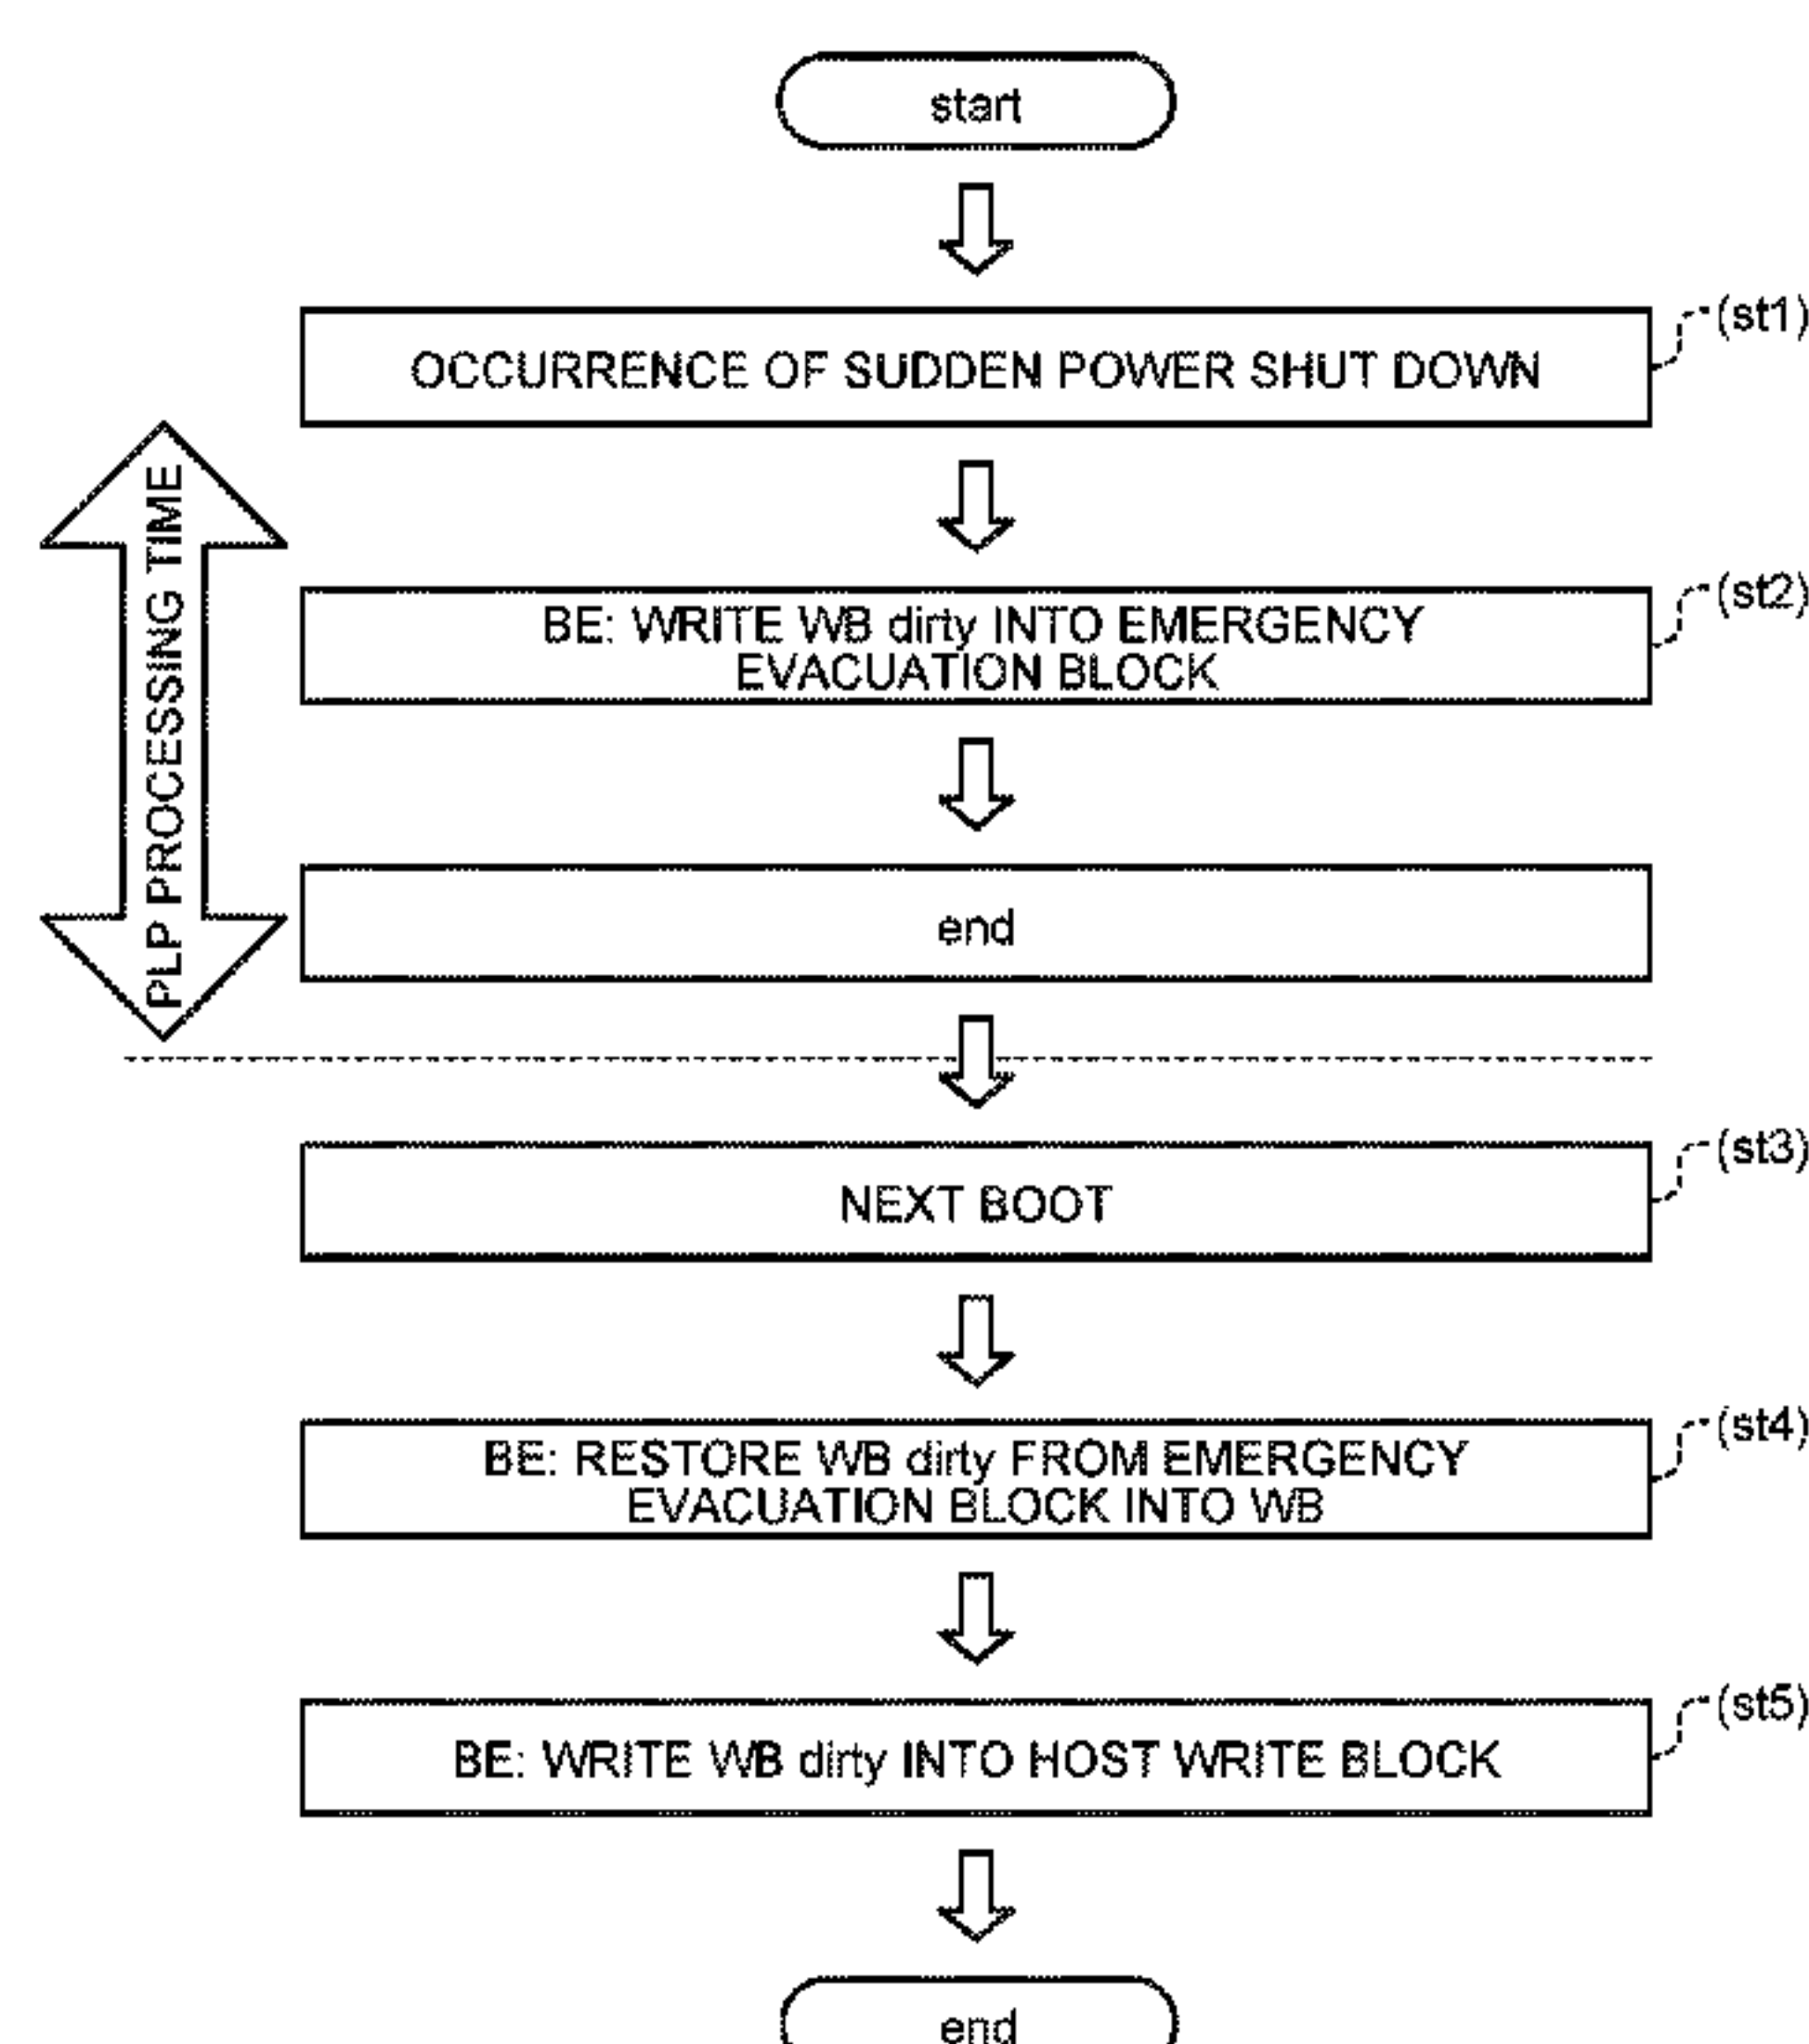 start
OCCURRENCE OF SUDDEN POWER SHUT DOWN
(st1)
PLP PROCESSING TIME
BE: WRITE WB dirty INTO EMERGENCY
EVACUATION BLOCK
(st2)
end
NEXT BOOT
(st3)
BE: RESTORE WB dirty FROM EMERGENCY
EVACUATION BLOCK INTO WB
(st4)
BE: WRITE WB dirty INTO HOST WRITE BLOCK
(st5)
end